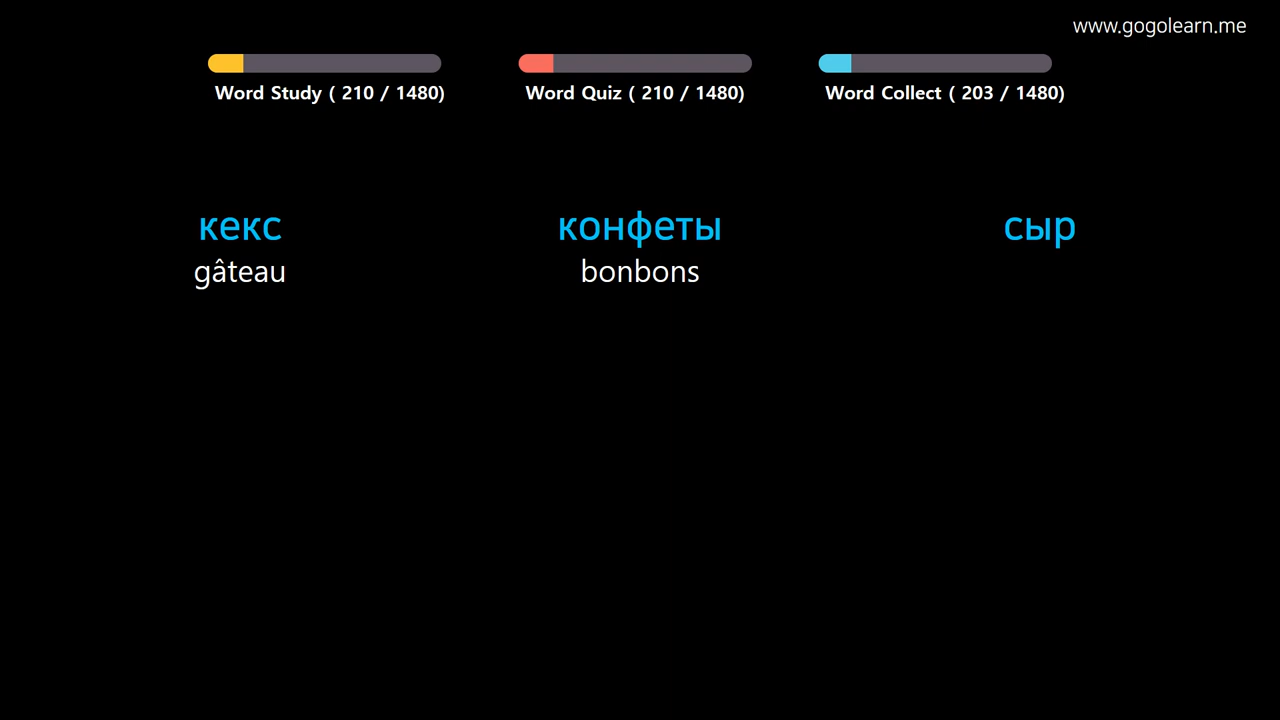 www.gogolearn.me
Word Study ( 210 / 1480)
Word Quiz ( 210 / 1480)
Word Collect ( 203 / 1480)
кекс
gâteau
конфеты
bonbons
сыр